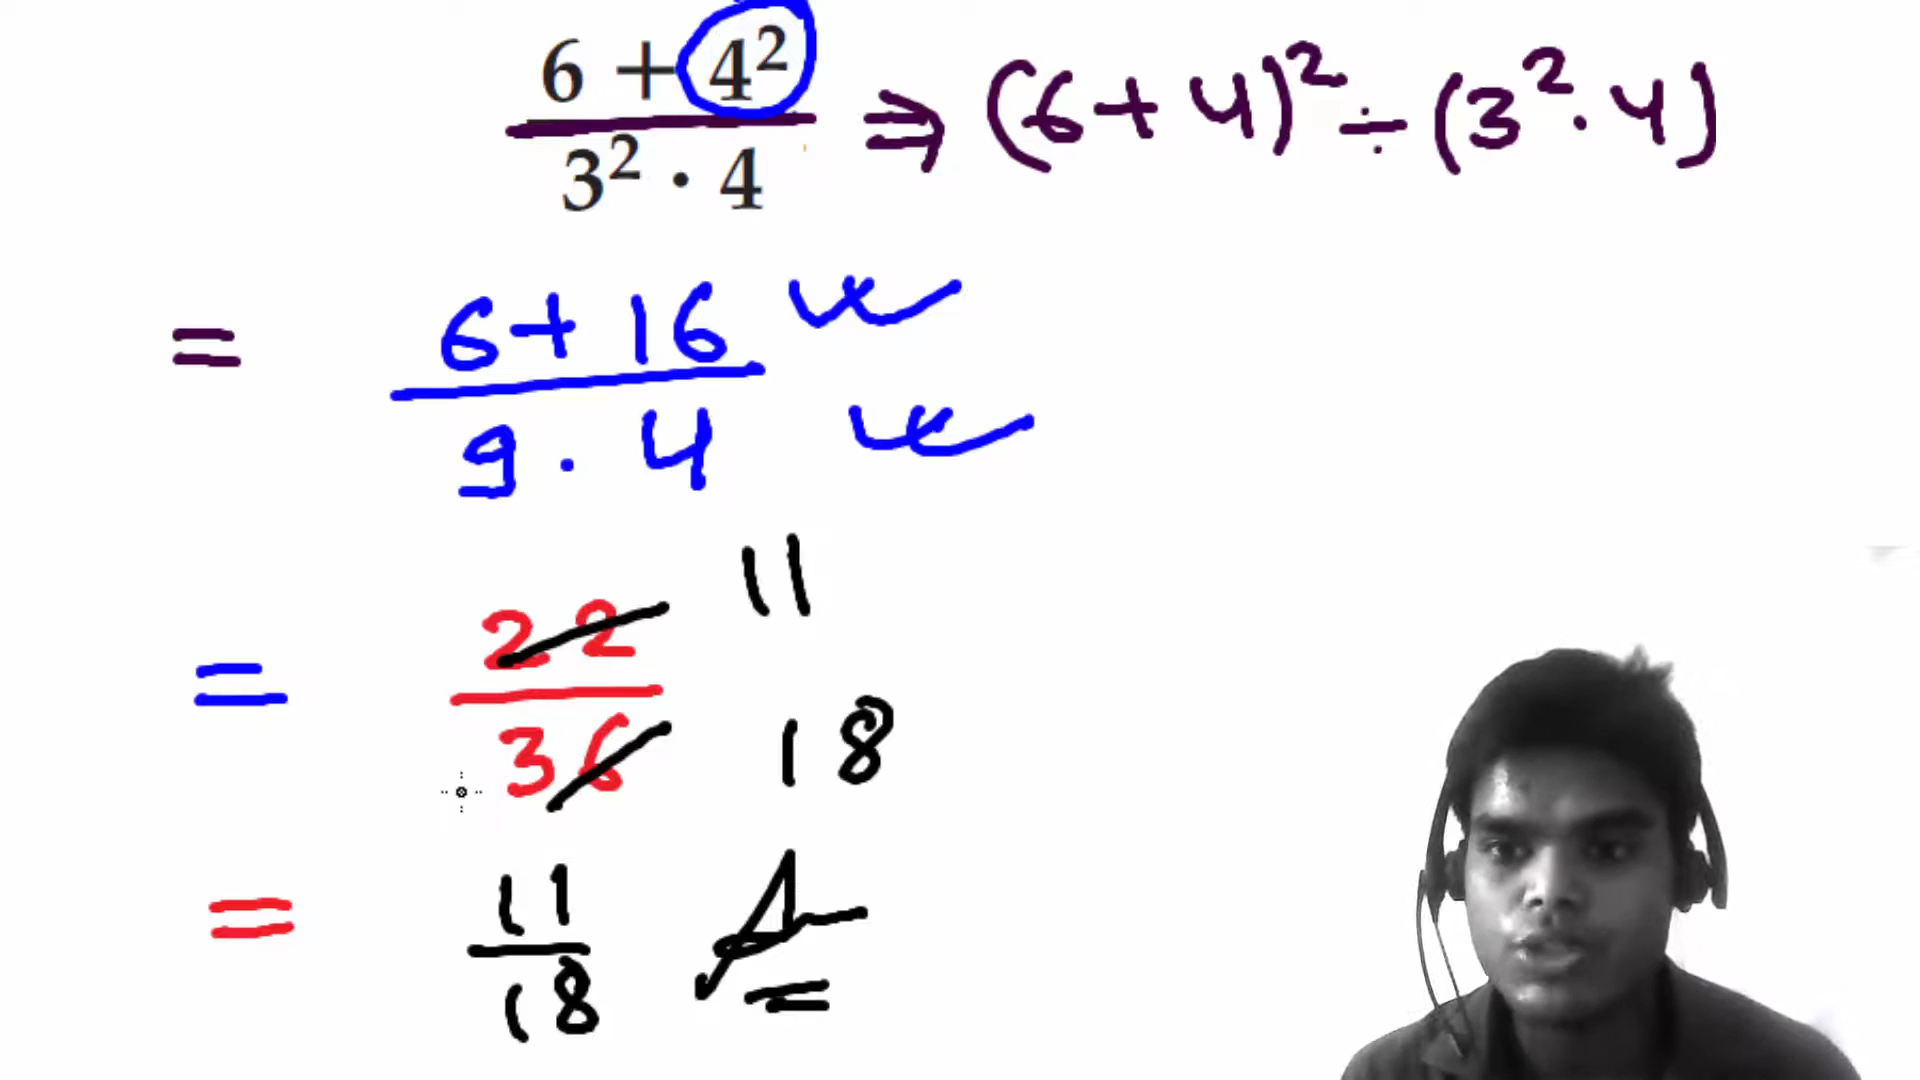 6 + 4² ⇒ (6+4)² ÷ (3² · 4)
3² · 4
= 6+16
9 · 4
= 22 11
36 18
= 11
18